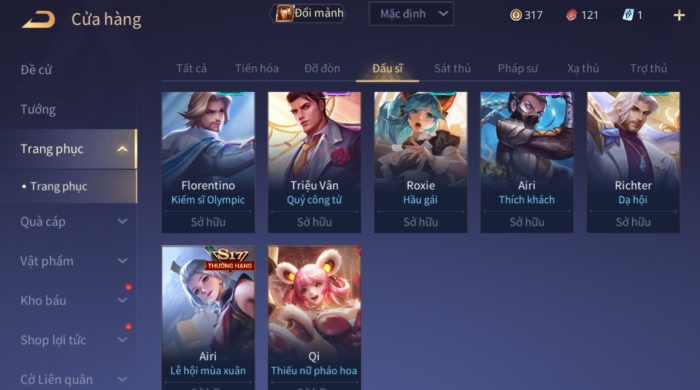 Cửa hàng
Đổi mảnh
Mặc định
317
121
1
Đề cử
Tướng
Trang phục
Trang phục
Quà cáp
Vật phẩm
Kho báu
Shop lợi tức
Cờ Liên quân
Tất cả
Tiến hóa
Đỡ đòn
Đấu sĩ
Sát thủ
Pháp sư
Xạ thủ
Trợ thủ
Florentino
Kiếm sĩ Olympic
Sở hữu
Triệu Vân
Quý công tử
Sở hữu
Roxie
Hầu gái
Sở hữu
Airi
Thích khách
Sở hữu
Richter
Dạ hội
Sở hữu
S17
THƯỜNG HẠNG
Airi
Lễ hội mùa xuân
Qi
Thiếu nữ pháo hoa